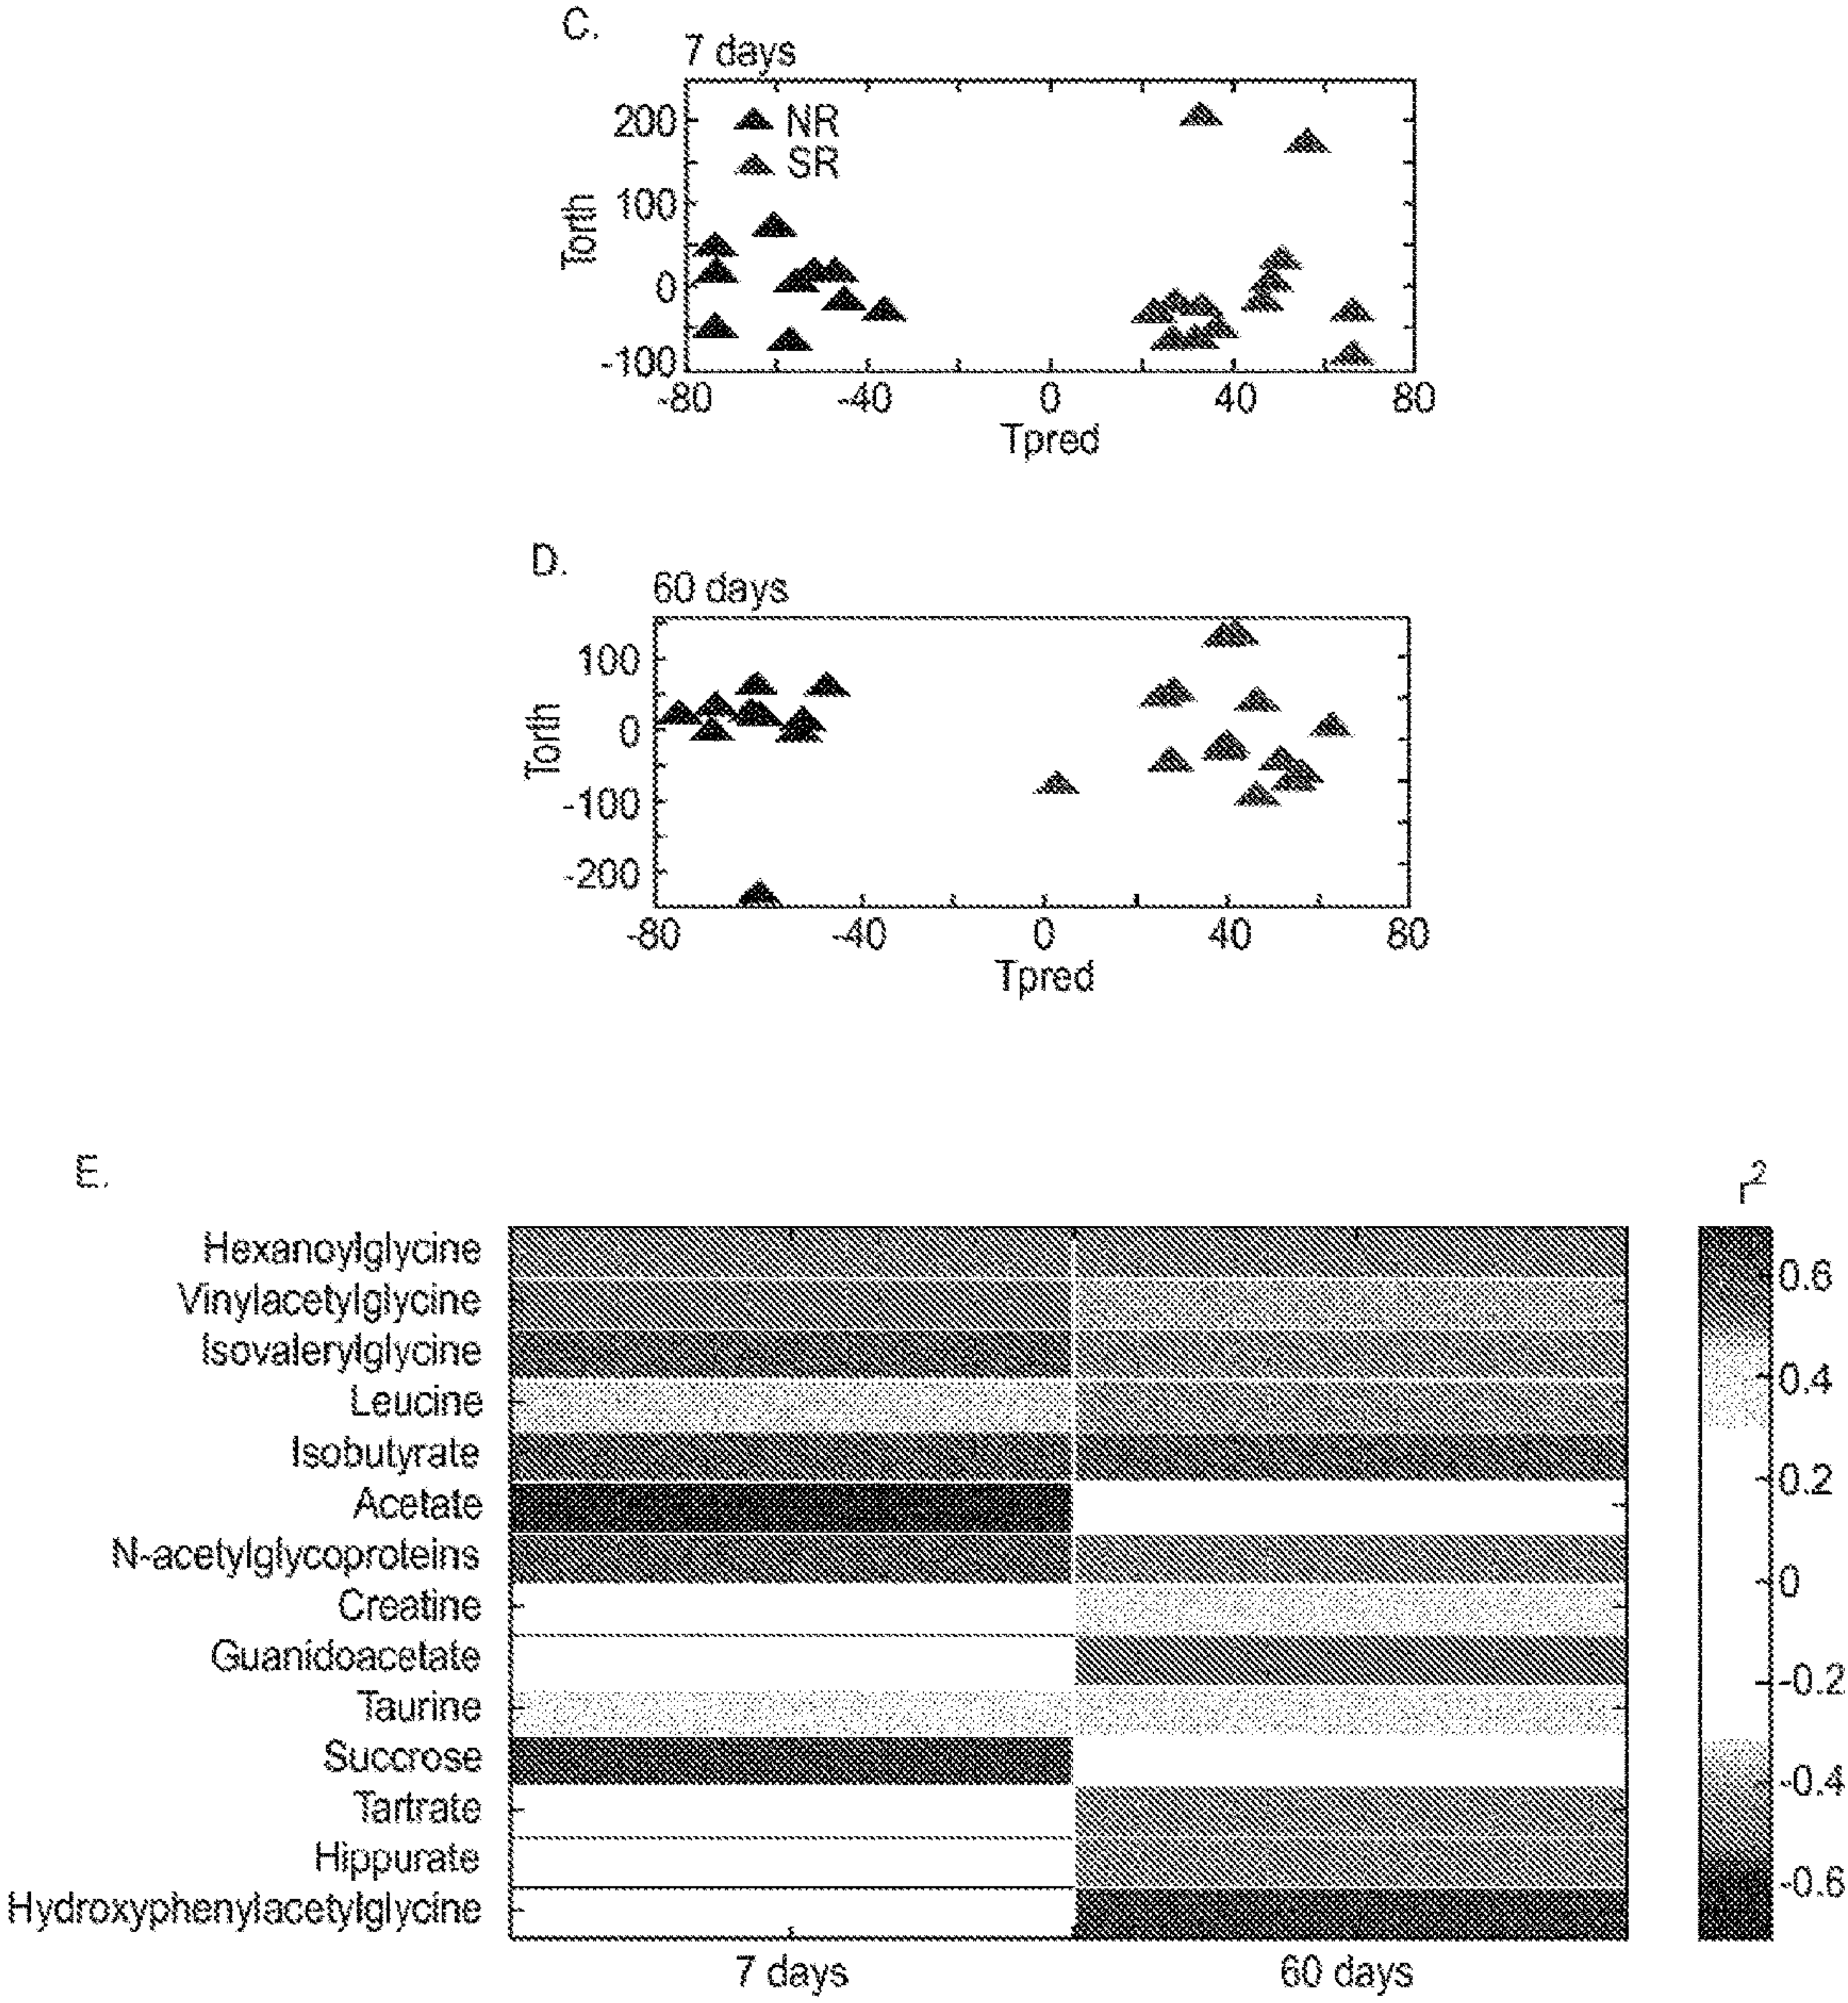 C.
7 days
NR
SR
200
100
0
-100
Torth
-80 -40 0 40 80
Tpred
D.
60 days
100
0
-100
-200
Torth
-80 -40 0 40 80
Tpred
E.
r2
Hexanoylglycine
Vinylacetylglycine
Isovalerylglycine
Leucine
Isobutyrate
Acetate
N-acetylglycoproteins
Creatine
Guanidoacetate
Taurine
Succrose
Tartrate
Hippurate
Hydroxyphenylacetylglycine
7 days 60 days
0.6
0.4
0.2
0
-0.2
-0.4
-0.6